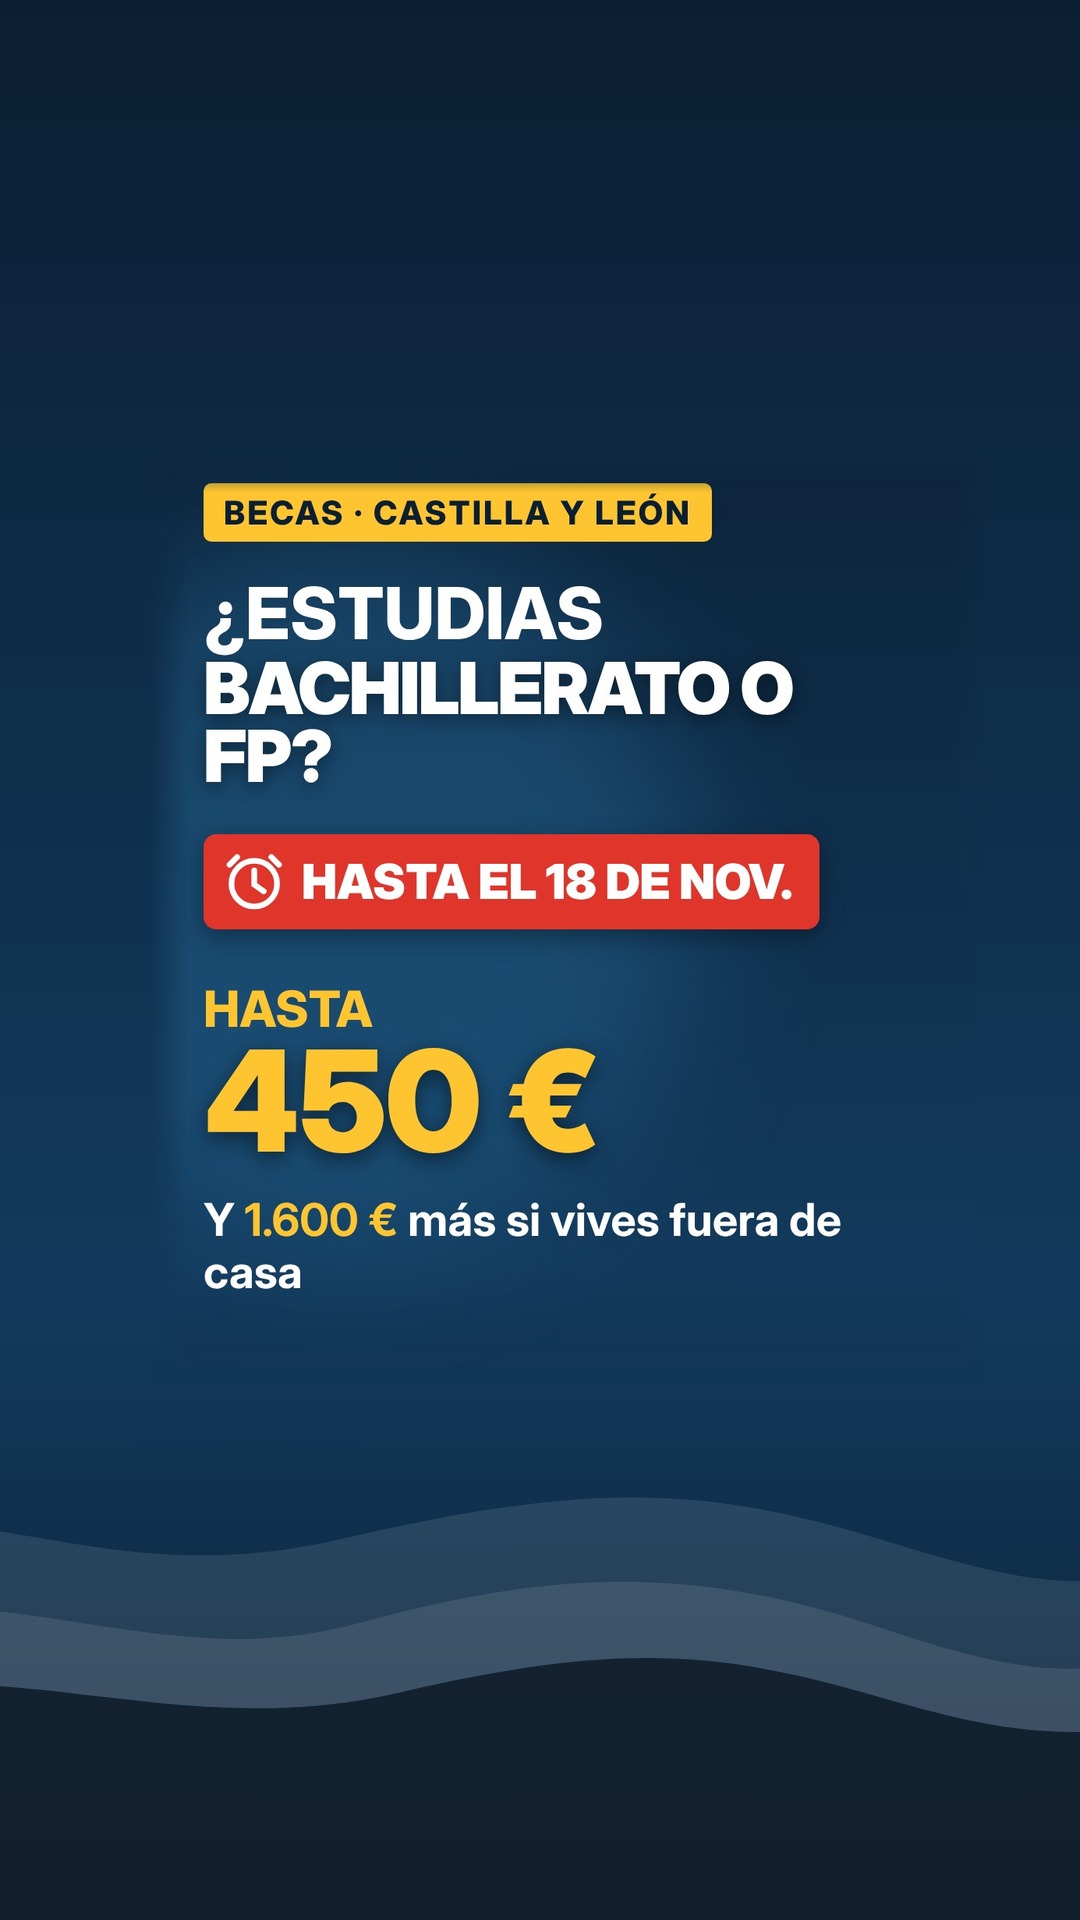 BECAS · CASTILLA Y LEÓN
¿ESTUDIAS
BACHILLERATO O
FP?
HASTA EL 18 DE NOV.
HASTA
450 €
Y 1.600 € más si vives fuera de
casa